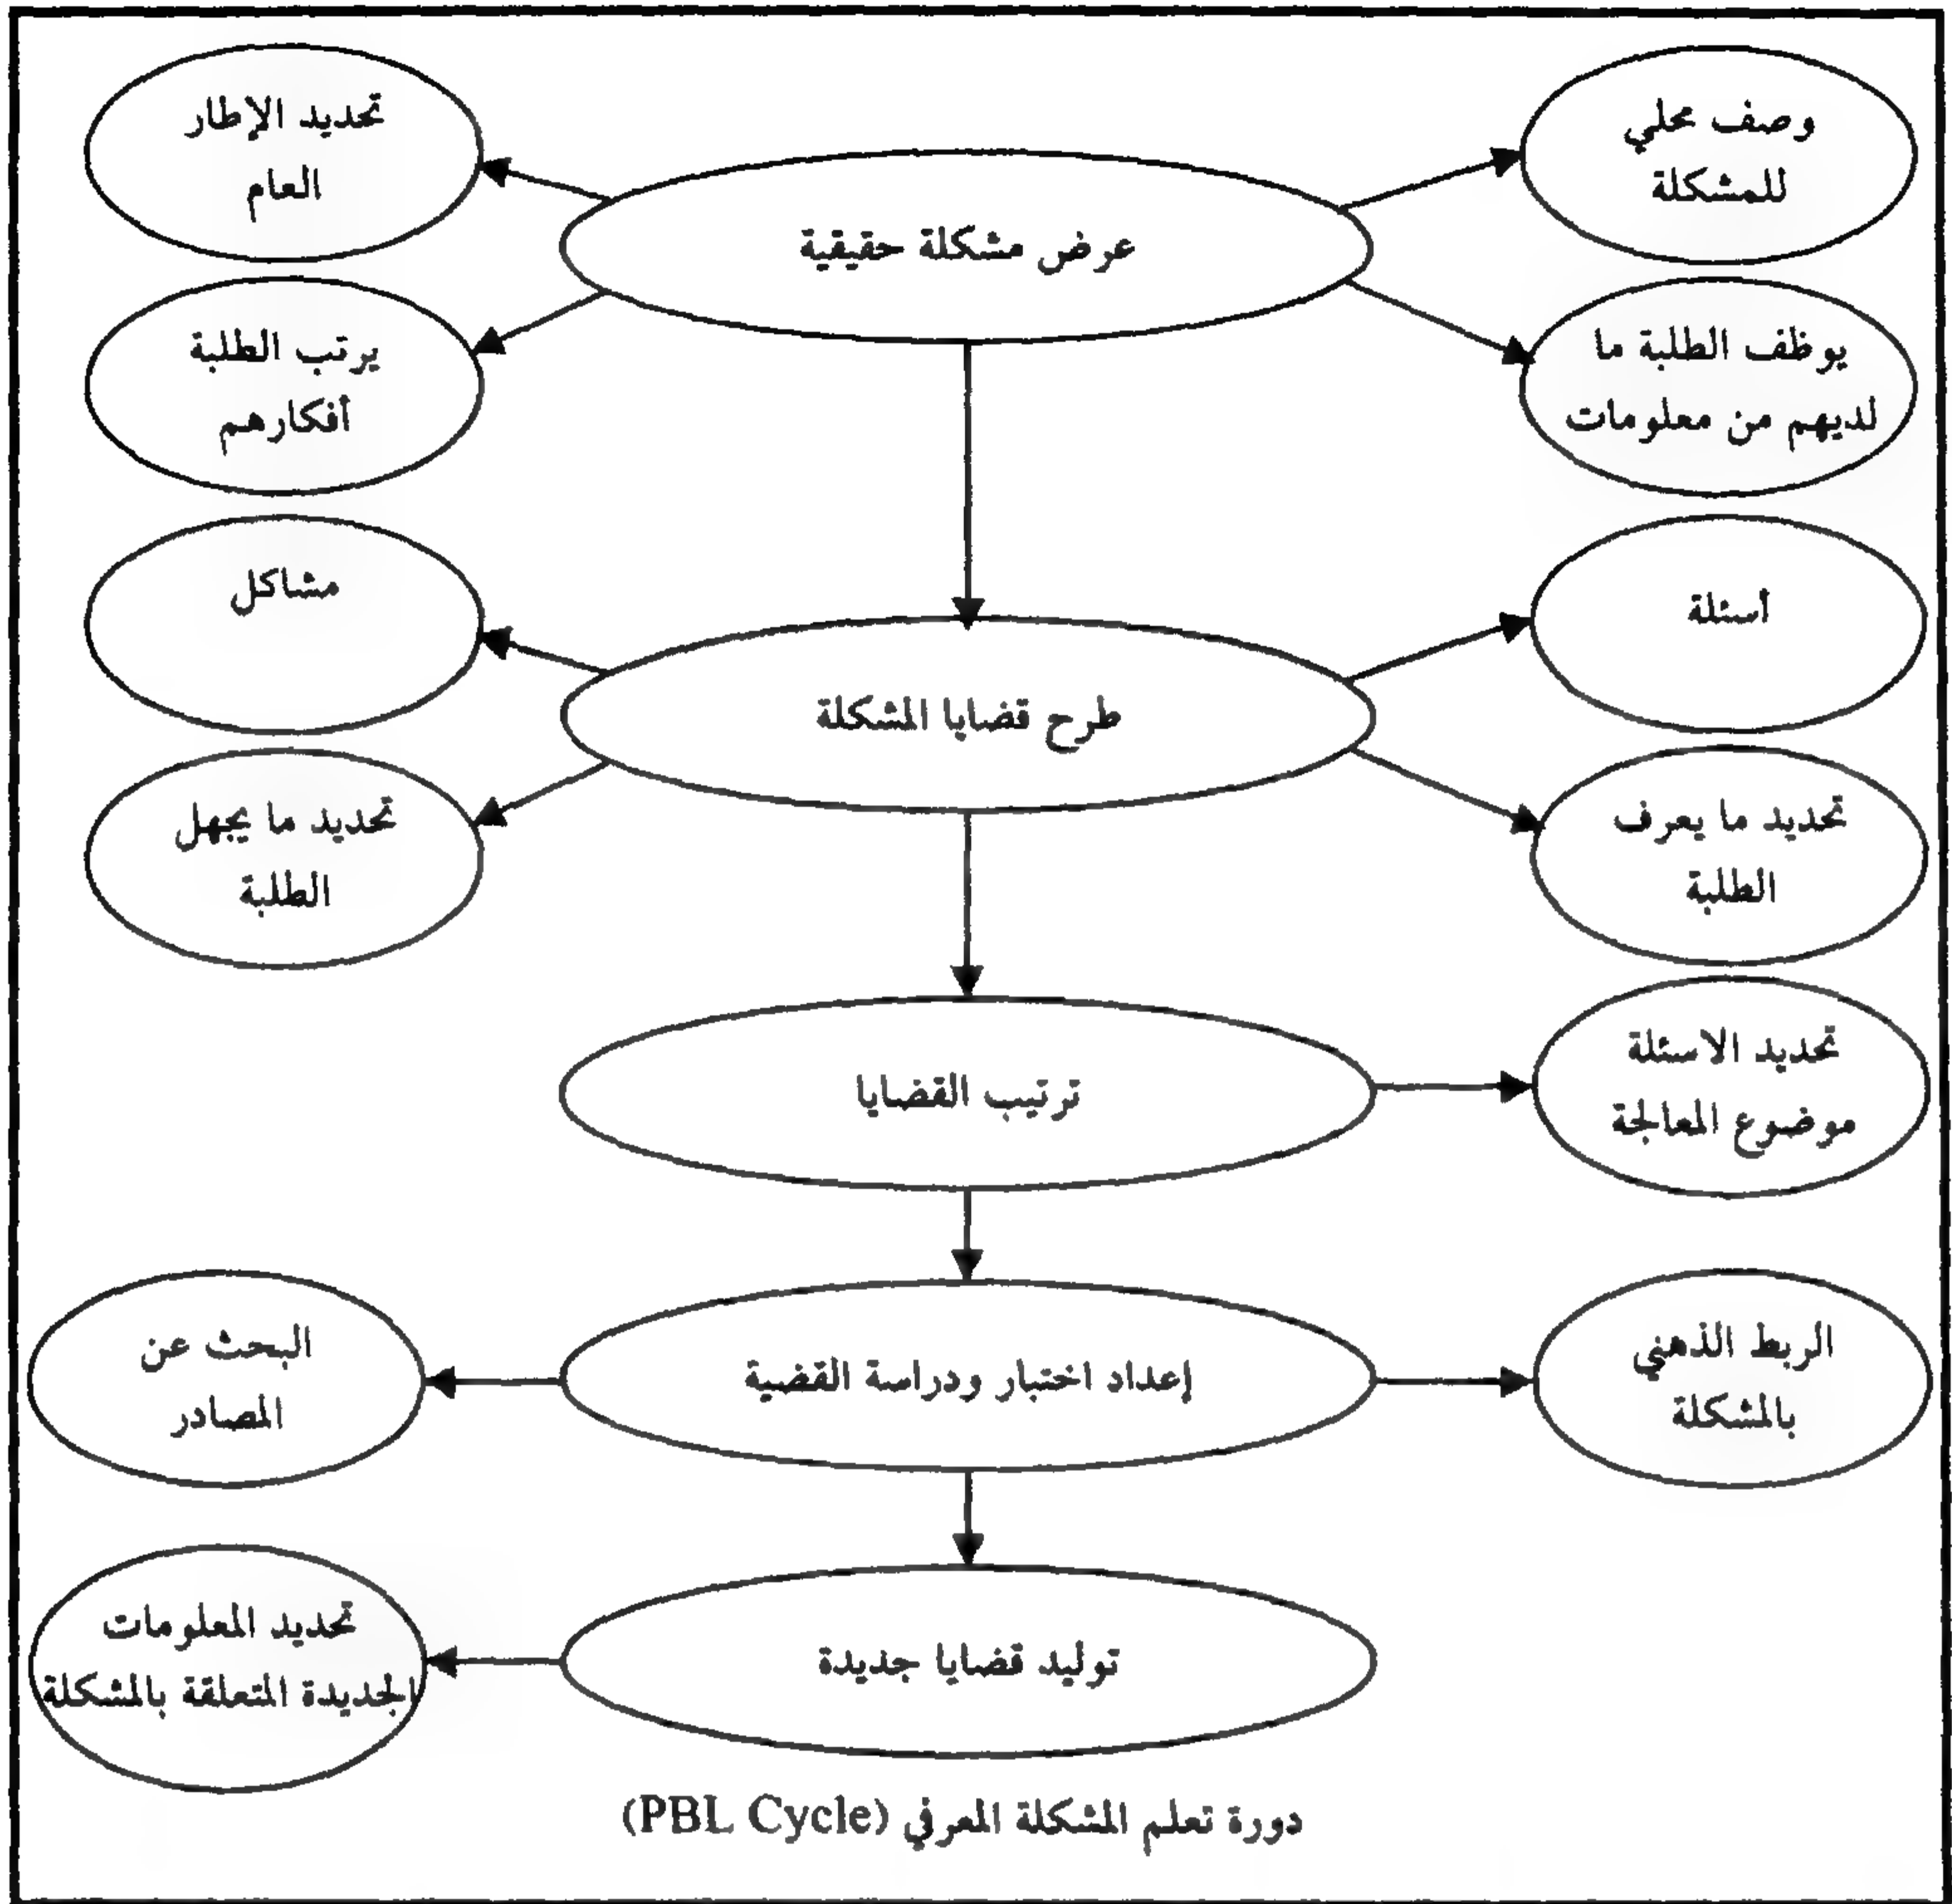 وصف محلي
للمشكلة
تحديد الإطار
العام
عرض مشكلة حقيقية
يوظف الطلبة ما
لديهم من معلومات
يرتب الطلبة
أفكارهم
أسئلة
مشاكل
طرح قضايا المشكلة
تحديد ما يعرف
الطلبة
تحديد ما يجهل
الطلبة
ترتيب القضايا
تحديد الاسئلة
موضوع المعالجة
إعداد اختبار ودراسة القضية
الربط الذهني
بالمشكلة
البحث عن
المصادر
توليد قضايا جديدة
تحديد المعلومات
الجديدة المتعلقة بالمشكلة
دورة تعلم المشكلة المعرفي (PBL Cycle)